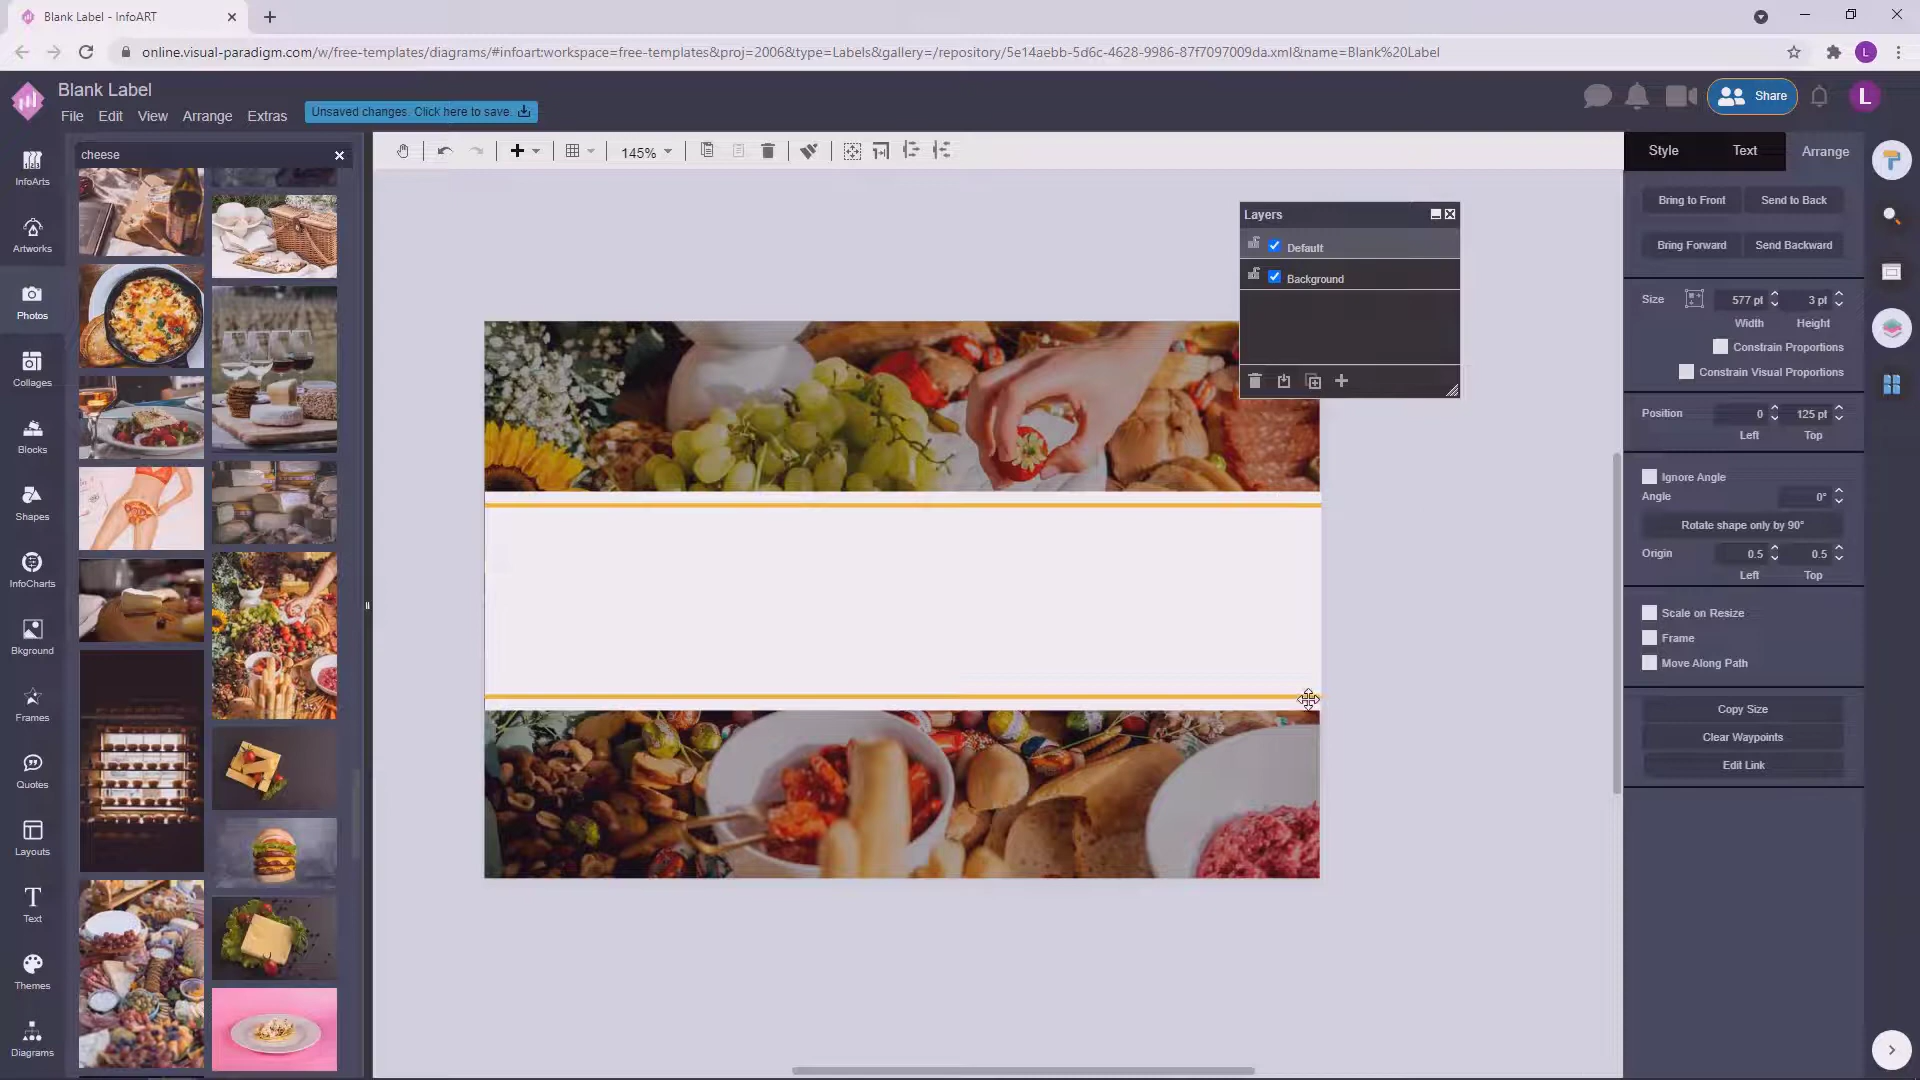 Blank Label - InfoART
online.visual-paradigm.com/w/free-templates/diagrams/#infoart:workspace=free-templates&proj=2006&type=Labels&gallery=/repository/5e14aebb-5d6c-4628-9986-87f7097009da.xml&name=Blank%20Label
L
Blank Label
File Edit View Arrange Extras
Unsaved changes. Click here to save.
Share
L
cheese
145%
Style Text Arrange
InfoArts
Artworks
Photos
Collages
Blocks
Shapes
InfoCharts
Bkground
Frames
Quotes
Layouts
Text
Themes
Diagrams
Layers
Default
Background
Bring to Front Send to Back
Bring Forward Send Backward
Size 577 pt 3 pt
Width Height
Constrain Proportions
Constrain Visual Proportions
Position 0 125 pt
Left Top
Ignore Angle
Angle 0°
Rotate shape only by 90°
Origin 0.5 0.5
Left Top
Scale on Resize
Frame
Move Along Path
Copy Size
Clear Waypoints
Edit Link